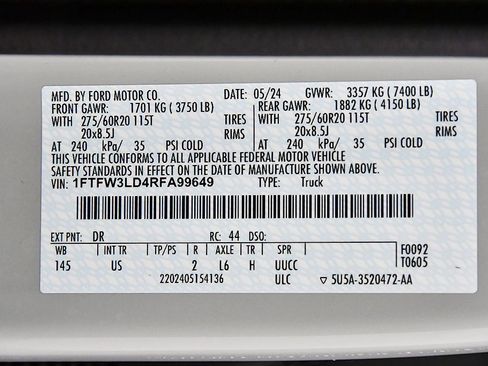 MFD. BY FORD MOTOR CO. DATE: 05/24 GVWR: 3357 KG ( 7400 LB)
FRONT GAWR: 1701 KG ( 3750 LB) REAR GAWR: 1882 KG ( 4150 LB)
WITH 275/60R20 115T TIRES WITH 275/60R20 115T TIRES
20x8.5J RIMS 20x8.5J RIMS
AT 240 kPa/ 35 PSI COLD AT 240 kPa/ 35 PSI COLD
THIS VEHICLE CONFORMS TO ALL APPLICABLE FEDERAL MOTOR VEHICLE
SAFETY STANDARDS IN EFFECT ON THE DATE OF MANUFACTURE SHOWN ABOVE.
VIN: 1FTFW3LD4RFA99649 TYPE: Truck
EXT PNT: DR RC: 44 DSO:
WB INT TR TP/PS R AXLE TR SPR F0092
145 US 2 L6 H UUCC T0605
2202405154136 ULC ▽ 5U5A-3520472-AA